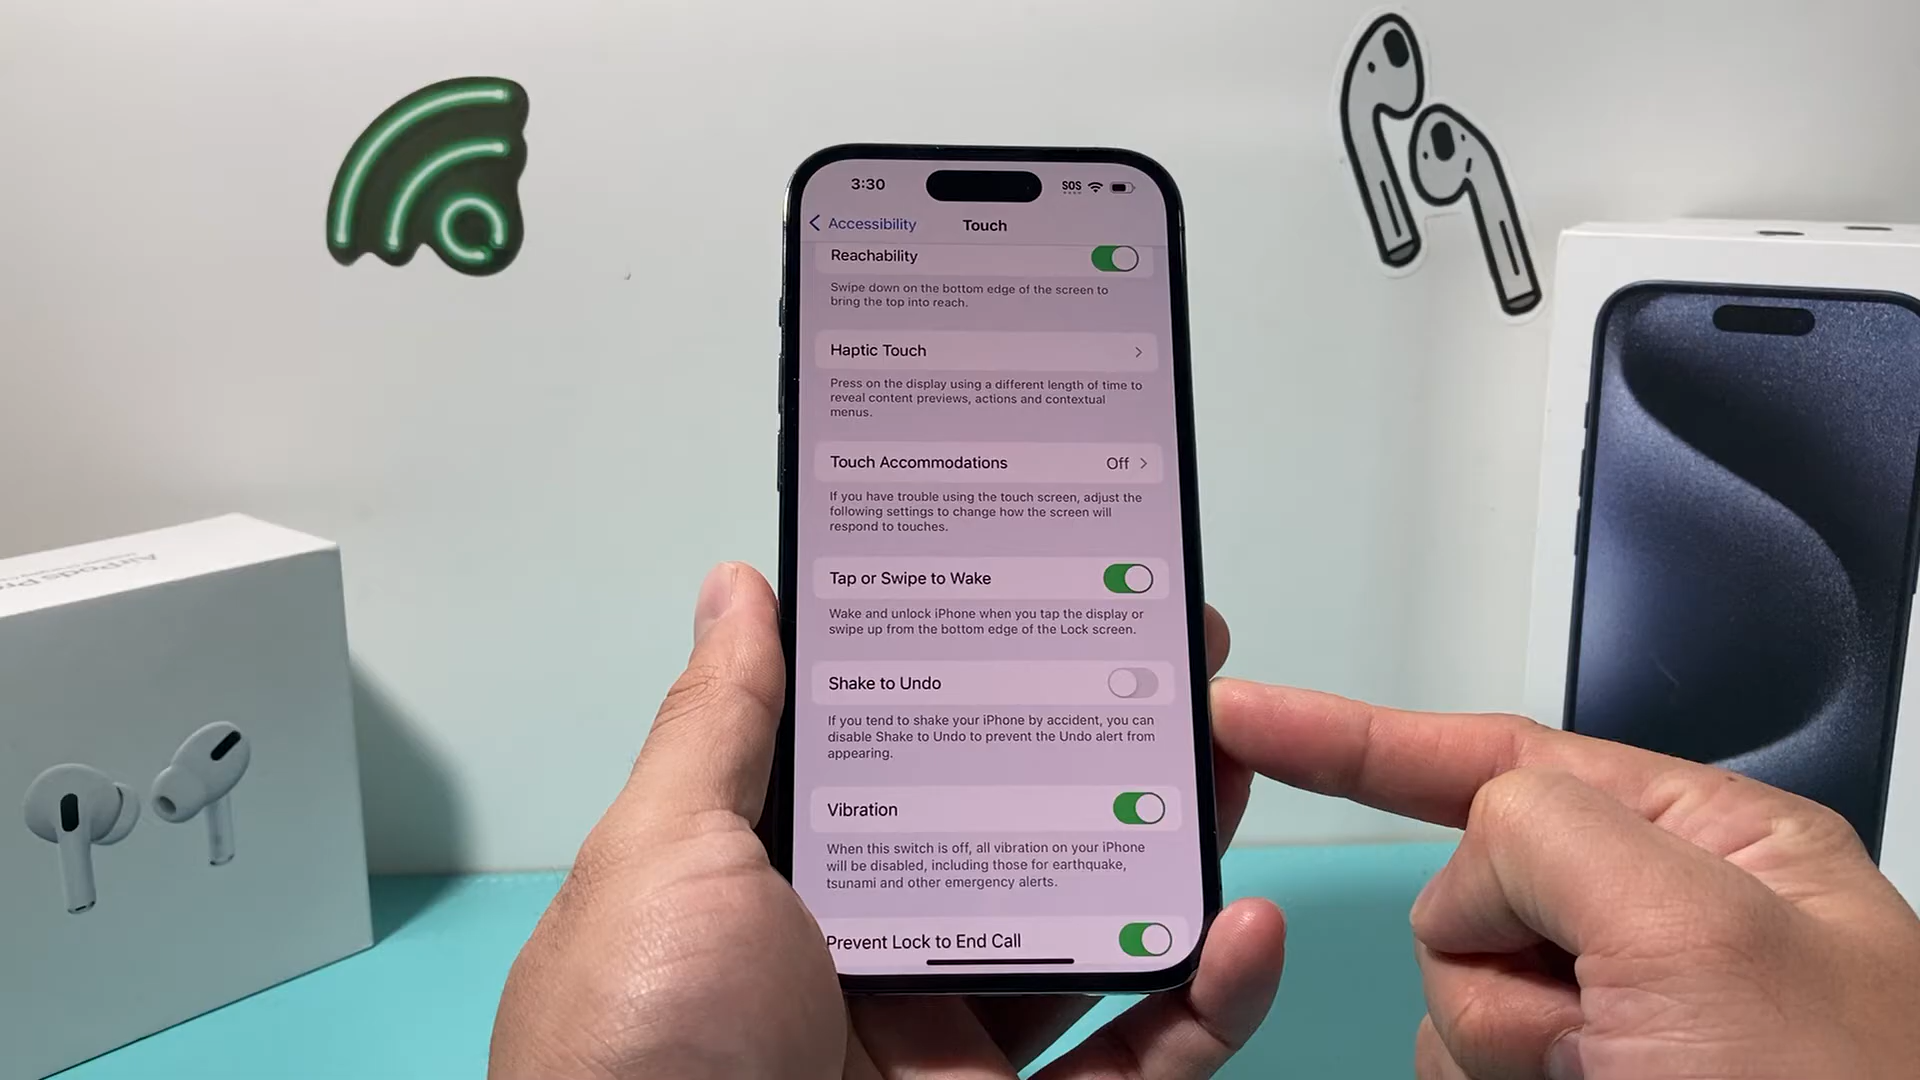 3:30
SOS
Accessibility
Touch
Reachability
Swipe down on the bottom edge of the screen to
bring the top into reach.
Haptic Touch
Press on the display using a different length of time to
reveal content previews, actions and contextual
menus.
Touch Accommodations Off
If you have trouble using the touch screen, adjust the
following settings to change how the screen will
respond to touches.
Tap or Swipe to Wake
Wake and unlock iPhone when you tap the display or
swipe up from the bottom edge of the Lock screen.
Shake to Undo
If you tend to shake your iPhone by accident, you can
disable Shake to Undo to prevent the Undo alert from
appearing.
Vibration
When this switch is off, all vibration on your iPhone
will be disabled, including those for earthquake,
tsunami and other emergency alerts.
Prevent Lock to End Call
AirPods Pro